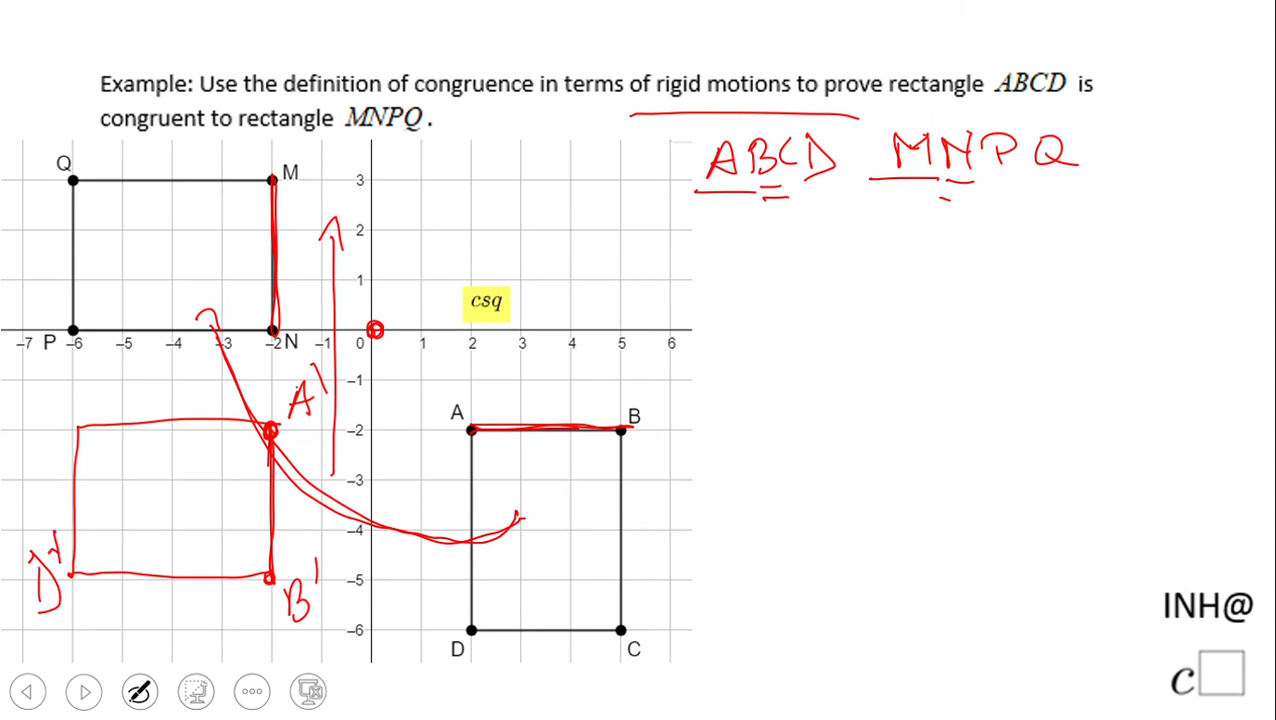 Example: Use the definition of congruence in terms of rigid motions to prove rectangle ABCD is
congruent to rectangle MNPQ.
ABCD MNPQ
Q M 3
2
1
csq
P N
-7 -6 -5 -4 -3 -2 -1 0 1 2 3 4 5 6
-1
A'
A B
-2
-3
-4
D'
-5
B'
-6
D C
INH@
c